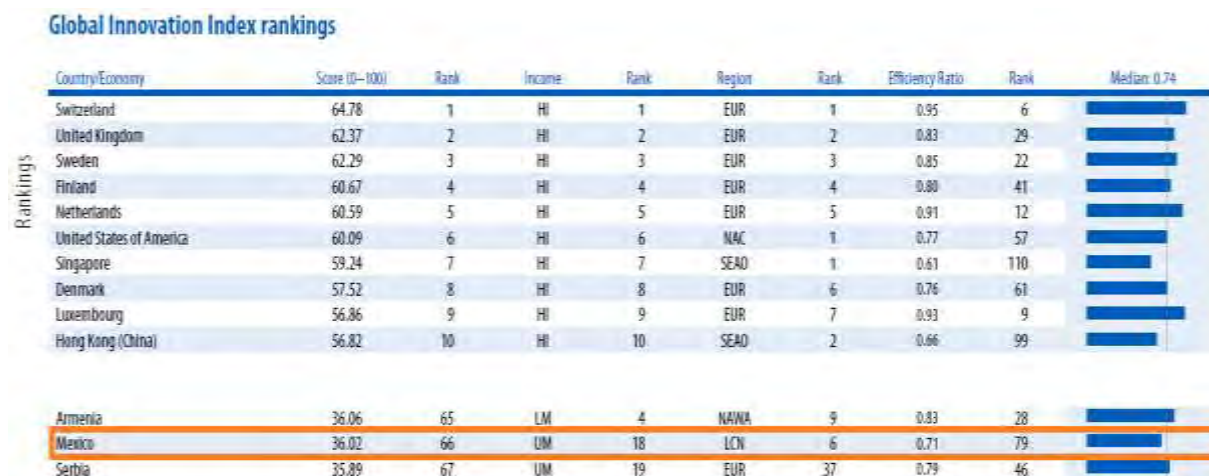 Global Innovation Index rankings
Country/Economy Score (0–100) Rank Income Rank Region Rank Efficiency Ratio Rank Median: 0.74
Rankings
Switzerland 64.78 1 HI 1 EUR 1 0.95 6
United Kingdom 62.37 2 HI 2 EUR 2 0.83 29
Sweden 62.29 3 HI 3 EUR 3 0.85 22
Finland 60.67 4 HI 4 EUR 4 0.80 41
Netherlands 60.59 5 HI 5 EUR 5 0.91 12
United States of America 60.09 6 HI 6 NAC 1 0.77 57
Singapore 59.24 7 HI 7 SEAO 1 0.61 110
Denmark 57.52 8 HI 8 EUR 6 0.76 61
Luxembourg 56.86 9 HI 9 EUR 7 0.93 9
Hong Kong (China) 56.82 10 HI 10 SEAO 2 0.66 99
Armenia 36.06 65 LM 4 NAWA 9 0.83 28
Mexico 36.02 66 UM 18 LCN 6 0.71 79
Serbia 35.89 67 UM 19 EUR 37 0.79 46